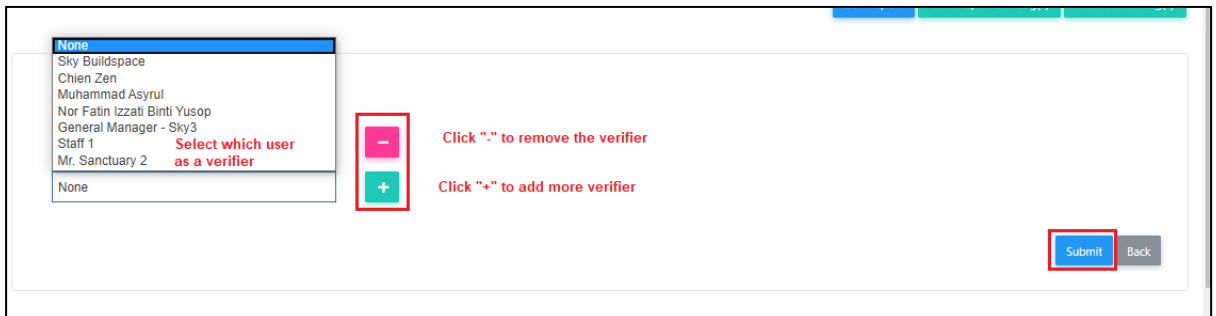 None
Sky Buildspace
Chien Zen
Muhammad Asyrul
Nor Fatin Izzati Binti Yusop
General Manager - Sky3
Staff 1 Select which user
Mr. Sanctuary 2 as a verifier
− Click "-" to remove the verifier
None + Click "+" to add more verifier
Submit Back